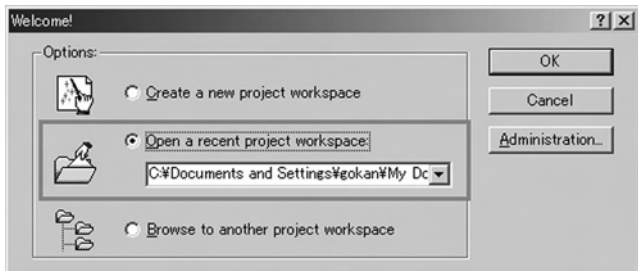 Welcome!
Options:
Create a new project workspace
Open a recent project workspace:
C:¥Documents and Settings¥gokan¥My Dc
Browse to another project workspace
OK
Cancel
Administration...